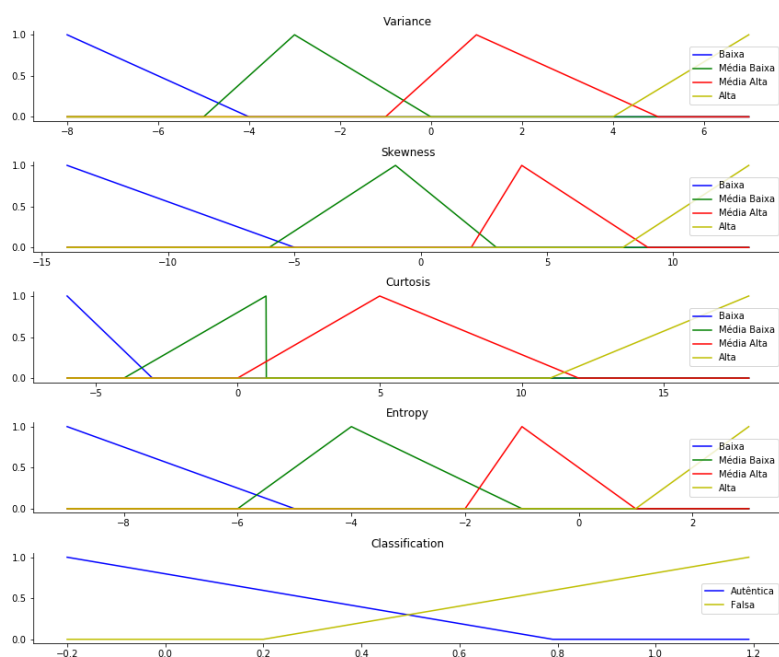 Variance
1.0
0.5
0.0
Baixa
Média Baixa
Média Alta
Alta
−8 −6 −4 −2 0 2 4 6
Skewness
1.0
0.5
0.0
Baixa
Média Baixa
Média Alta
Alta
−15 −10 −5 0 5 10
Curtosis
1.0
0.5
0.0
Baixa
Média Baixa
Média Alta
Alta
−5 0 5 10 15
Entropy
1.0
0.5
0.0
Baixa
Média Baixa
Média Alta
Alta
−8 −6 −4 −2 0 2
Classification
1.0
0.5
0.0
Autêntica
Falsa
−0.2 0.0 0.2 0.4 0.6 0.8 1.0 1.2